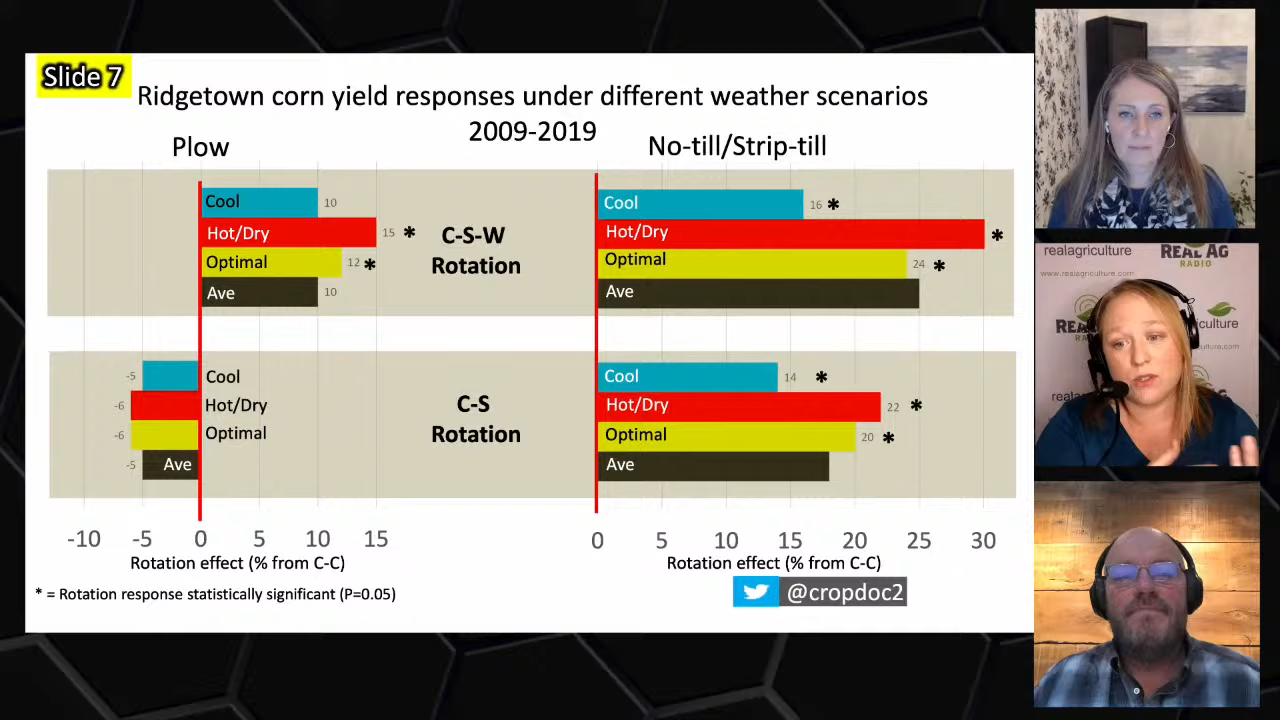 Slide 7
Ridgetown corn yield responses under different weather scenarios
2009-2019
Plow
No-till/Strip-till
Cool 10
Hot/Dry 15 *
Optimal 12 *
Ave 10
C-S-W
Rotation
Cool 16 *
Hot/Dry *
Optimal 24 *
Ave
-5 Cool
-6 Hot/Dry
-6 Optimal
-5 Ave
C-S
Rotation
Cool 14 *
Hot/Dry 22 *
Optimal 20 *
Ave
-10 -5 0 5 10 15
Rotation effect (% from C-C)
0 5 10 15 20 25 30
Rotation effect (% from C-C)
* = Rotation response statistically significant (P=0.05)
@cropdoc2
realagriculture
www.realagriculture.com
REAL AG
RADIO
REA
culture